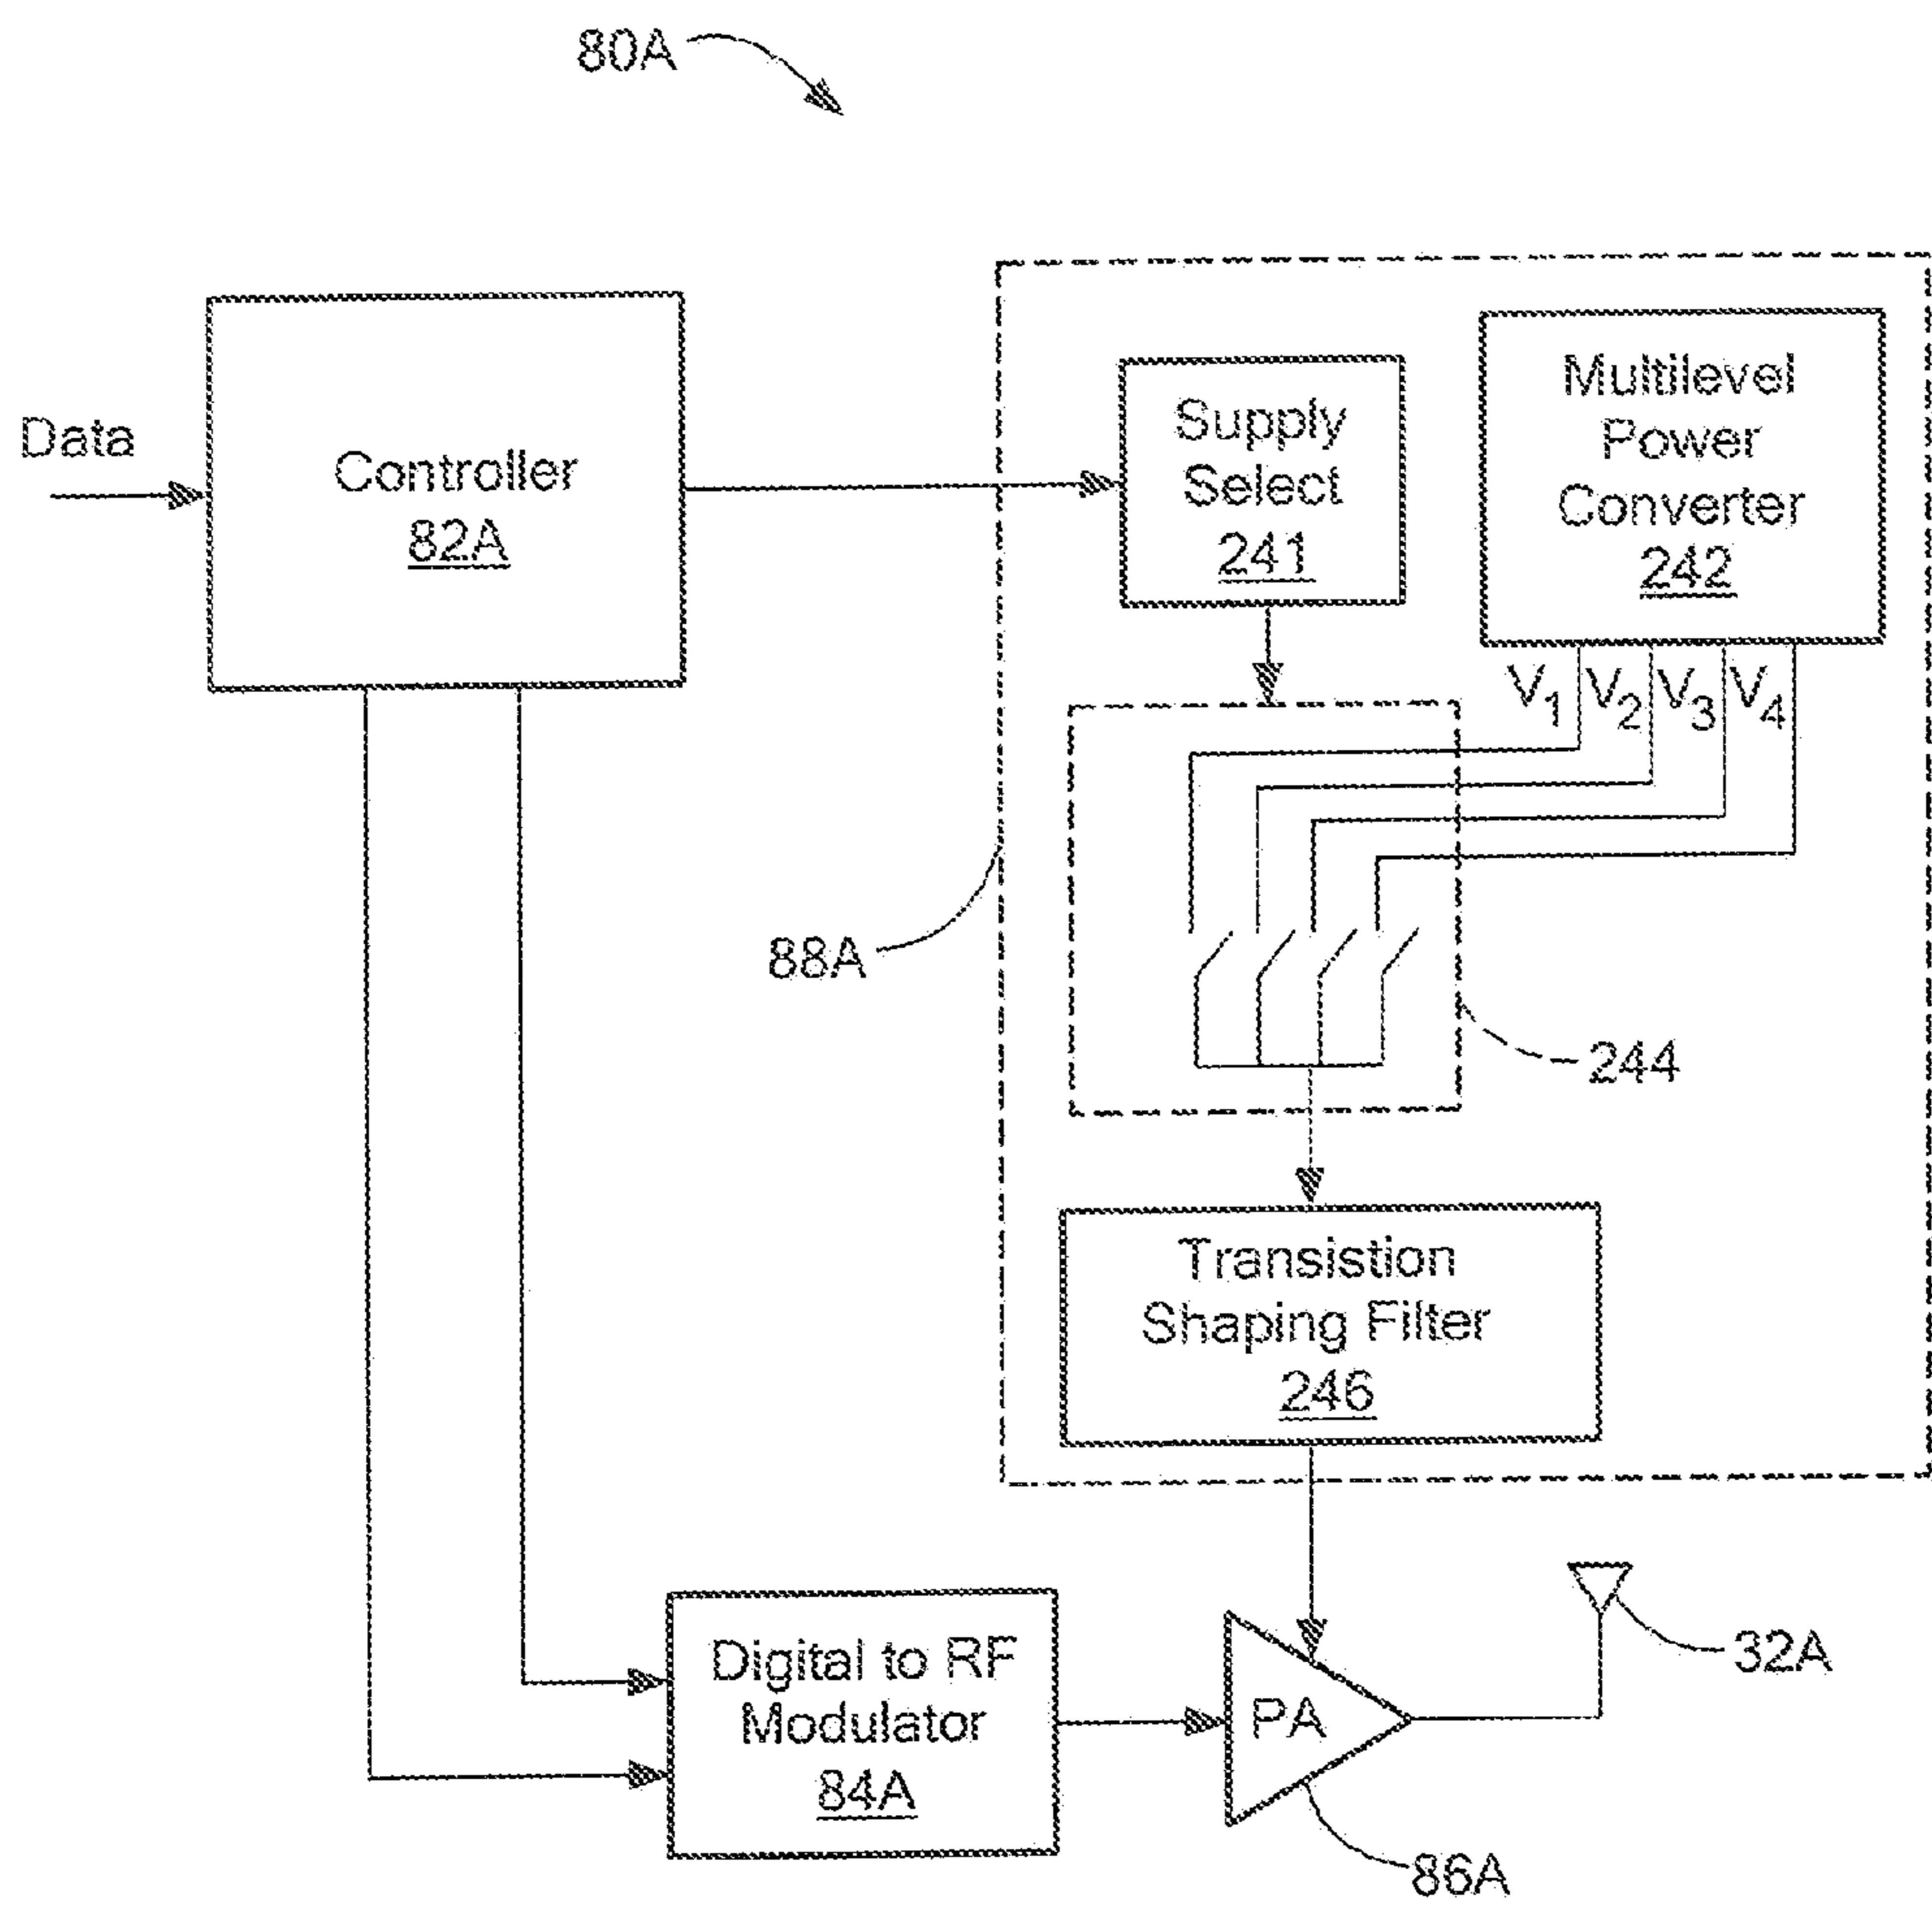 80A
Data
Controller
82A
Supply
Select
241
Multilevel
Power
Converter
242
V1 V2 V3 V4
88A
244
Transistion
Shaping Filter
246
Digital to RF
Modulator
84A
PA
32A
86A